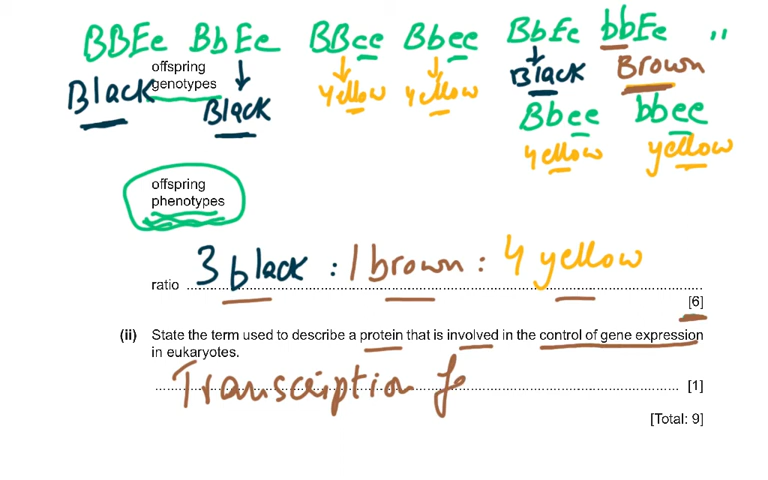 BBEe BbEe BBee Bbee BbEe bbEe "
Black offspring genotypes Black yellow yellow Black Brown
Bbee bbee
yellow yellow
offspring
phenotypes
ratio 3 black : 1 brown : 4 yellow
[6]
(ii) State the term used to describe a protein that is involved in the control of gene expression
in eukaryotes.
Transcription fa [1]
[Total: 9]